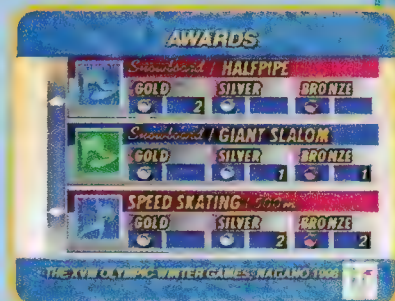 AWARDS
Snowboard / HALFPIPE
GOLD SILVER BRONZE
2
Snowboard / GIANT SLALOM
GOLD SILVER BRONZE
1 1
SPEED SKATING / 500m
GOLD SILVER BRONZE
2 2
THE XVIII OLYMPIC WINTER GAMES, NAGANO 1998